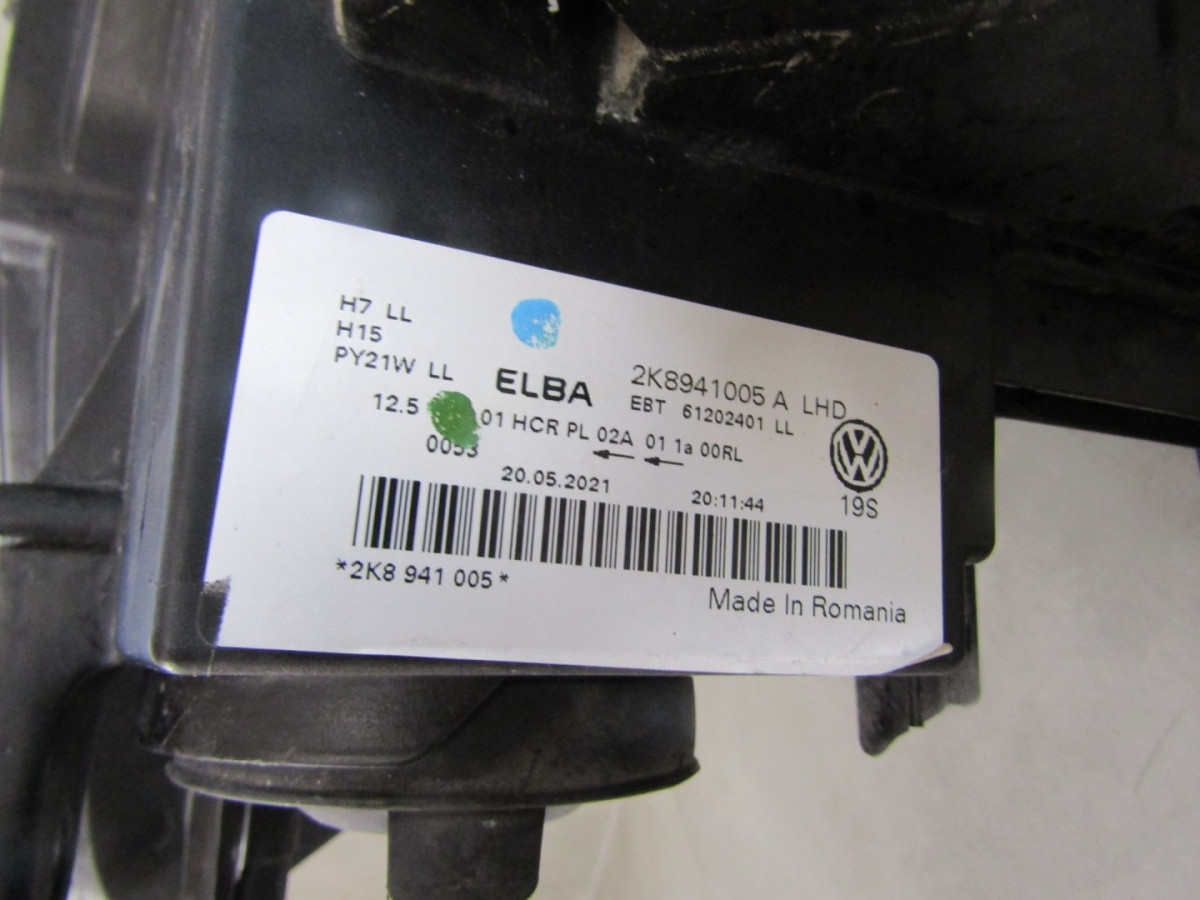 H7 LL
H15
PY21W LL
ELBA
2K8941005 A LHD
EBT 61202401 LL
12.5 01 HCR PL 02A 01 1a 00RL
0053
20.05.2021 20:11:44
19S
*2K8 941 005*
Made In Romania